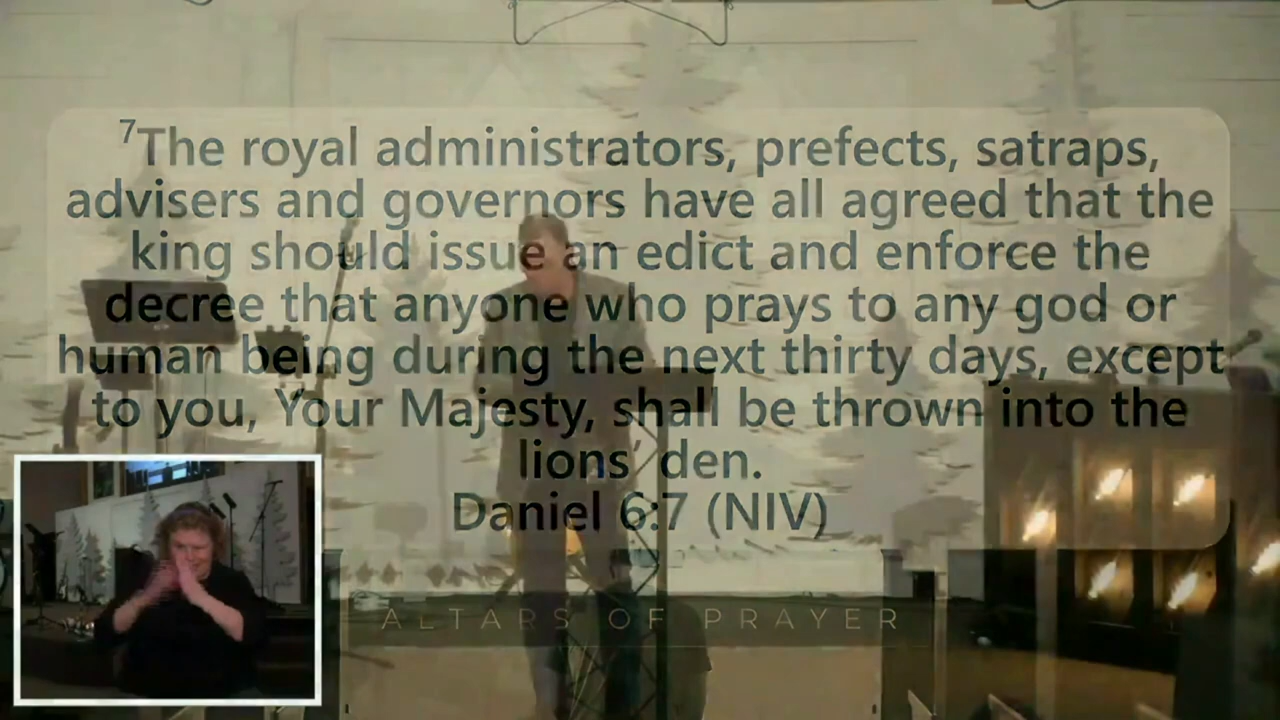 ⁷The royal administrators, prefects, satraps,
advisers and governors have all agreed that the
king should issue an edict and enforce the
decree that anyone who prays to any god or
human being during the next thirty days, except
to you, Your Majesty, shall be thrown into the
lions’ den.
Daniel 6:7 (NIV)
ALTARS OF PRAYER